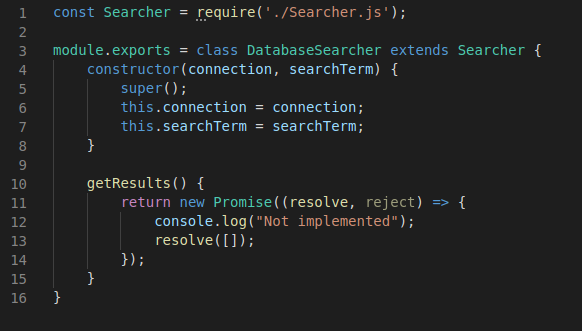 1 const Searcher = require('./Searcher.js');
2
3 module.exports = class DatabaseSearcher extends Searcher {
4     constructor(connection, searchTerm) {
5         super();
6         this.connection = connection;
7         this.searchTerm = searchTerm;
8     }
9
10     getResults() {
11         return new Promise((resolve, reject) => {
12             console.log("Not implemented");
13             resolve([]);
14         });
15     }
16 }